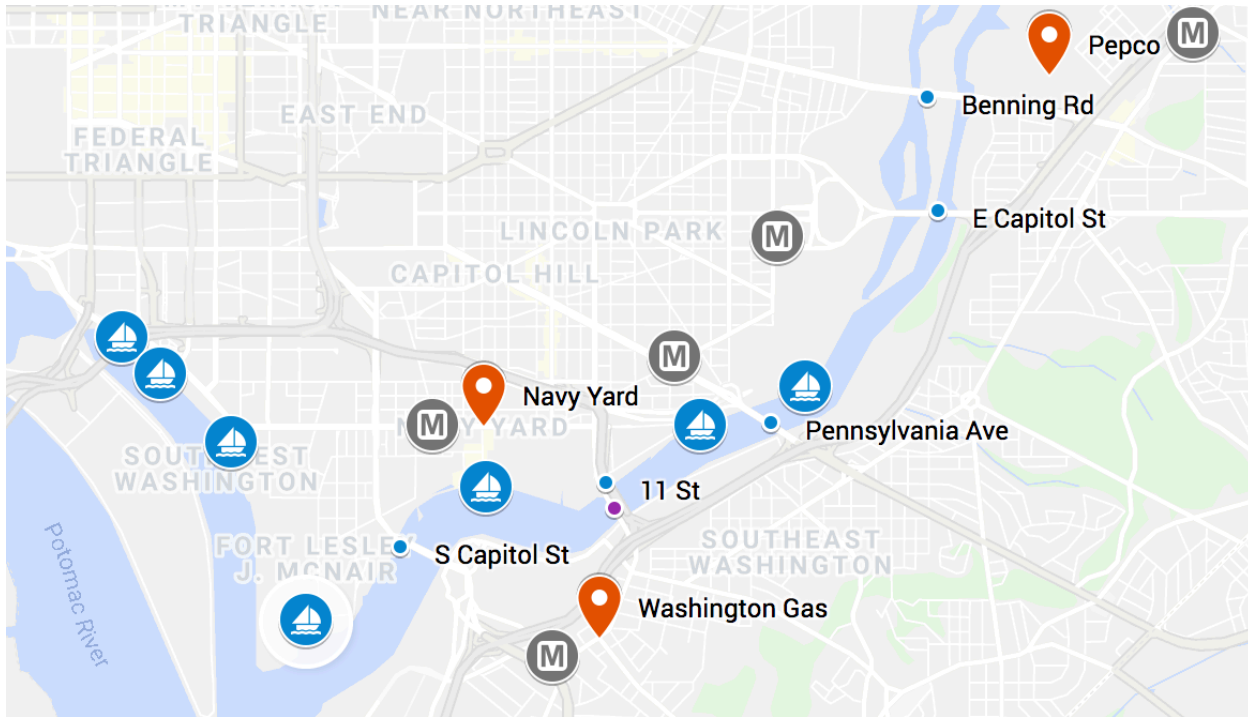 TRIANGLE
NEAR NORTHEAST
Pepco
M
Benning Rd
EAST END
FEDERAL
TRIANGLE
E Capitol St
LINCOLN PARK
M
CAPITOL HILL
M
Navy Yard
M
NAVY YARD
Pennsylvania Ave
SOUTHWEST
WASHINGTON
11 St
S Capitol St
FORT LESLEY
J. MCNAIR
SOUTHEAST
WASHINGTON
Potomac River
Washington Gas
M